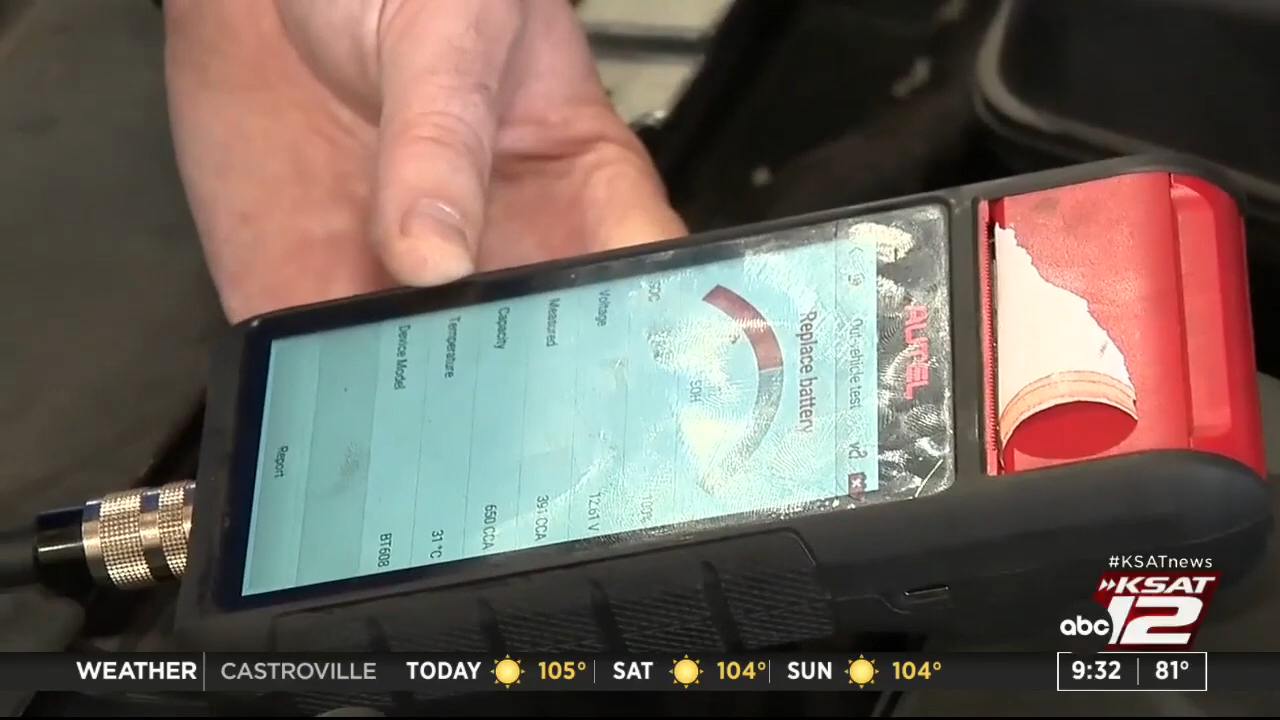 AUTEL
Out-vehicle test
Replace battery
SOH
SOC 100%
Voltage 12.61 V
Measured 391 CCA
Capacity 650 CCA
Temperature 31 °C
Device Model BT608
Report
#KSATnews
KSAT
abc 12
WEATHER CASTROVILLE TODAY 105° SAT 104° SUN 104° 9:32 81°